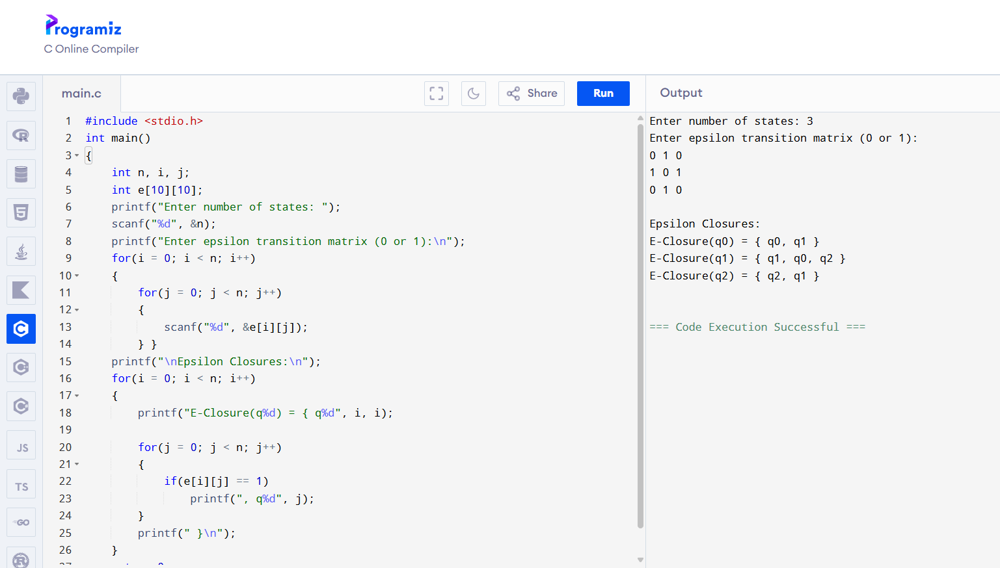 Programiz
C Online Compiler
main.c
Share
Run
Output
1 #include <stdio.h>
2 int main()
3 {
4 int n, i, j;
5 int e[10][10];
6 printf("Enter number of states: ");
7 scanf("%d", &n);
8 printf("Enter epsilon transition matrix (0 or 1):\n");
9 for(i = 0; i < n; i++)
10 {
11 for(j = 0; j < n; j++)
12 {
13 scanf("%d", &e[i][j]);
14 } }
15 printf("\nEpsilon Closures:\n");
16 for(i = 0; i < n; i++)
17 {
18 printf("E-Closure(q%d) = { q%d", i, i);
19
20 for(j = 0; j < n; j++)
21 {
22 if(e[i][j] == 1)
23 printf(", q%d", j);
24 }
25 printf(" }\n");
26 }
Enter number of states: 3
Enter epsilon transition matrix (0 or 1):
0 1 0
1 0 1
0 1 0
Epsilon Closures:
E-Closure(q0) = { q0, q1 }
E-Closure(q1) = { q1, q0, q2 }
E-Closure(q2) = { q2, q1 }
=== Code Execution Successful ===
R
5
C
C
C
JS
TS
GO
R